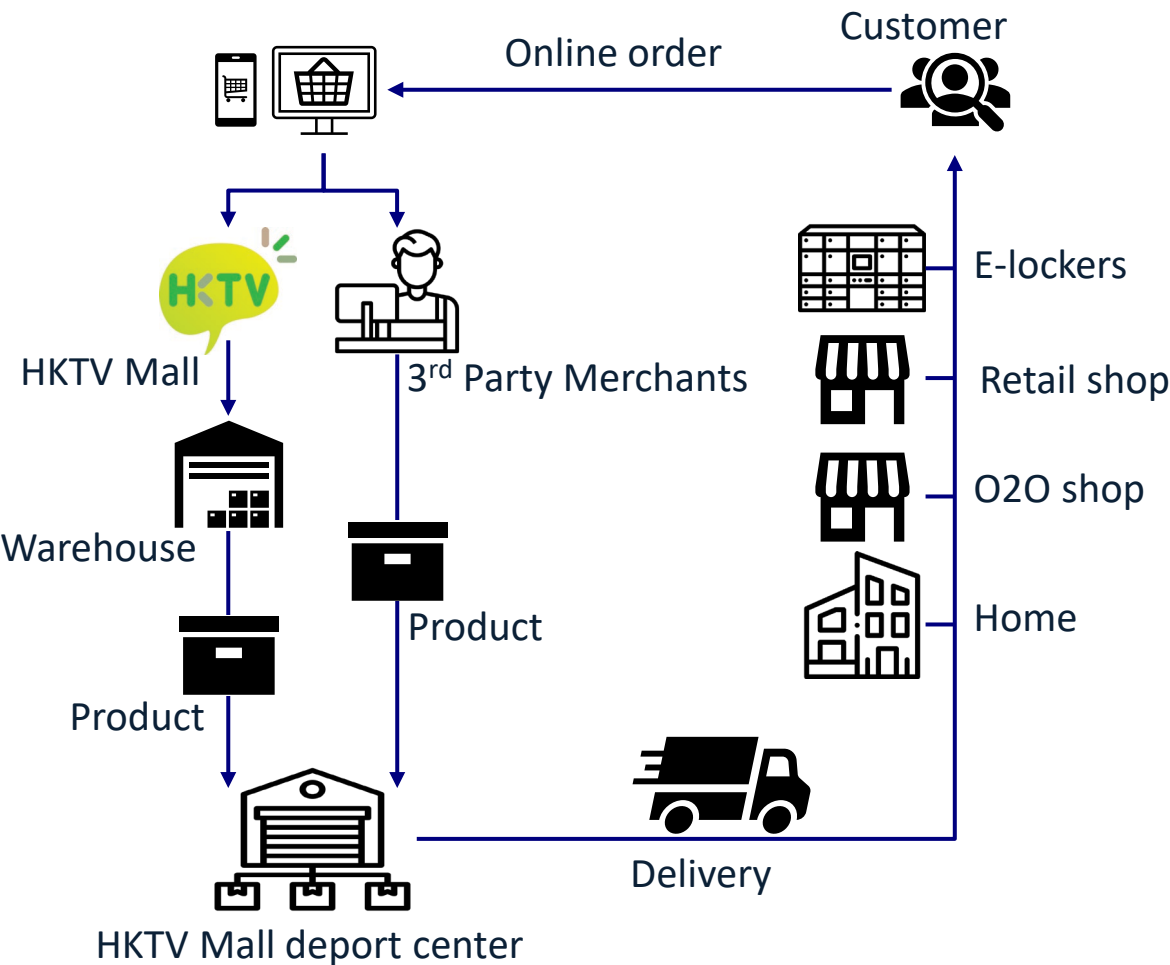 Customer
Online order
HKTV
HKTV Mall
3rd Party Merchants
E-lockers
Retail shop
O2O shop
Warehouse
Product
Home
Product
Delivery
HKTV Mall deport center